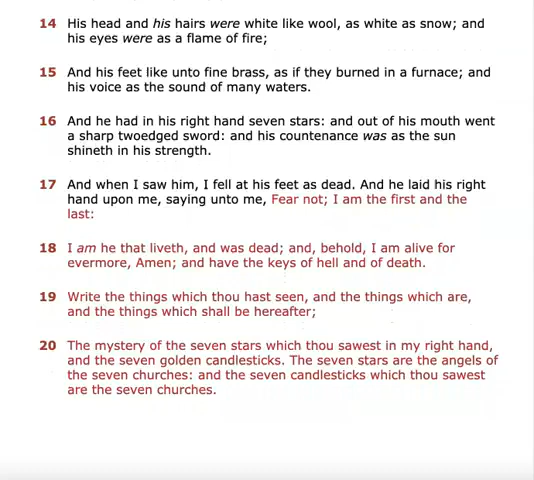 14 His head and his hairs were white like wool, as white as snow; and
his eyes were as a flame of fire;
15 And his feet like unto fine brass, as if they burned in a furnace; and
his voice as the sound of many waters.
16 And he had in his right hand seven stars: and out of his mouth went
a sharp twoedged sword: and his countenance was as the sun
shineth in his strength.
17 And when I saw him, I fell at his feet as dead. And he laid his right
hand upon me, saying unto me, Fear not; I am the first and the
last:
18 I am he that liveth, and was dead; and, behold, I am alive for
evermore, Amen; and have the keys of hell and of death.
19 Write the things which thou hast seen, and the things which are,
and the things which shall be hereafter;
20 The mystery of the seven stars which thou sawest in my right hand,
and the seven golden candlesticks. The seven stars are the angels of
the seven churches: and the seven candlesticks which thou sawest
are the seven churches.